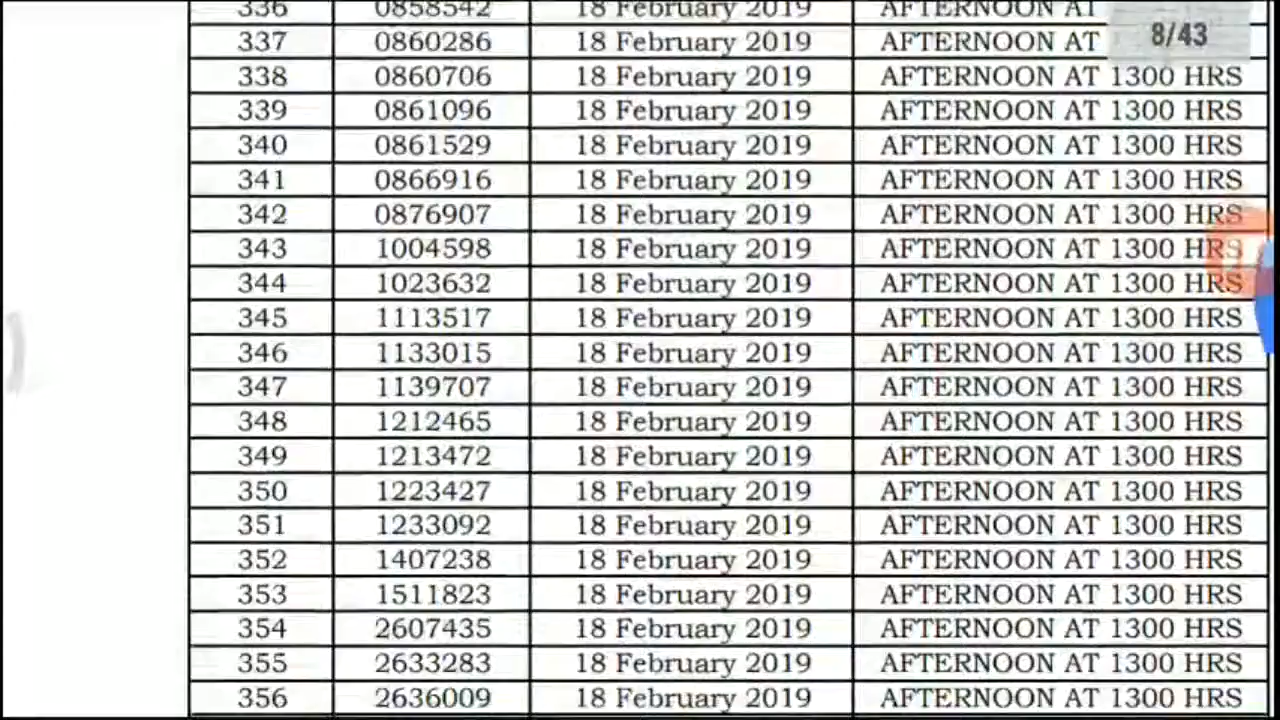 336 0858542 18 February 2019 AFTERNOON AT
8/43
337 0860286 18 February 2019 AFTERNOON AT
338 0860706 18 February 2019 AFTERNOON AT 1300 HRS
339 0861096 18 February 2019 AFTERNOON AT 1300 HRS
340 0861529 18 February 2019 AFTERNOON AT 1300 HRS
341 0866916 18 February 2019 AFTERNOON AT 1300 HRS
342 0876907 18 February 2019 AFTERNOON AT 1300 HRS
343 1004598 18 February 2019 AFTERNOON AT 1300 HRS
344 1023632 18 February 2019 AFTERNOON AT 1300 HRS
345 1113517 18 February 2019 AFTERNOON AT 1300 HRS
346 1133015 18 February 2019 AFTERNOON AT 1300 HRS
347 1139707 18 February 2019 AFTERNOON AT 1300 HRS
348 1212465 18 February 2019 AFTERNOON AT 1300 HRS
349 1213472 18 February 2019 AFTERNOON AT 1300 HRS
350 1223427 18 February 2019 AFTERNOON AT 1300 HRS
351 1233092 18 February 2019 AFTERNOON AT 1300 HRS
352 1407238 18 February 2019 AFTERNOON AT 1300 HRS
353 1511823 18 February 2019 AFTERNOON AT 1300 HRS
354 2607435 18 February 2019 AFTERNOON AT 1300 HRS
355 2633283 18 February 2019 AFTERNOON AT 1300 HRS
356 2636009 18 February 2019 AFTERNOON AT 1300 HRS